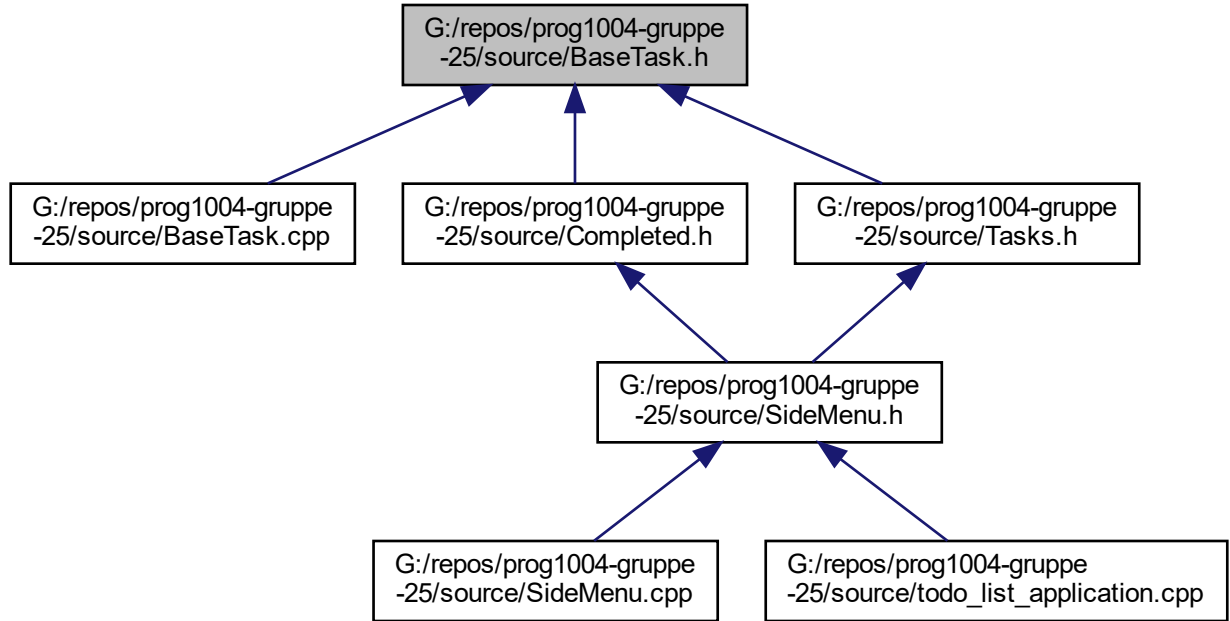 G:/repos/prog1004-gruppe
-25/source/BaseTask.h
G:/repos/prog1004-gruppe
-25/source/BaseTask.cpp
G:/repos/prog1004-gruppe
-25/source/Completed.h
G:/repos/prog1004-gruppe
-25/source/Tasks.h
G:/repos/prog1004-gruppe
-25/source/SideMenu.h
G:/repos/prog1004-gruppe
-25/source/SideMenu.cpp
G:/repos/prog1004-gruppe
-25/source/todo_list_application.cpp